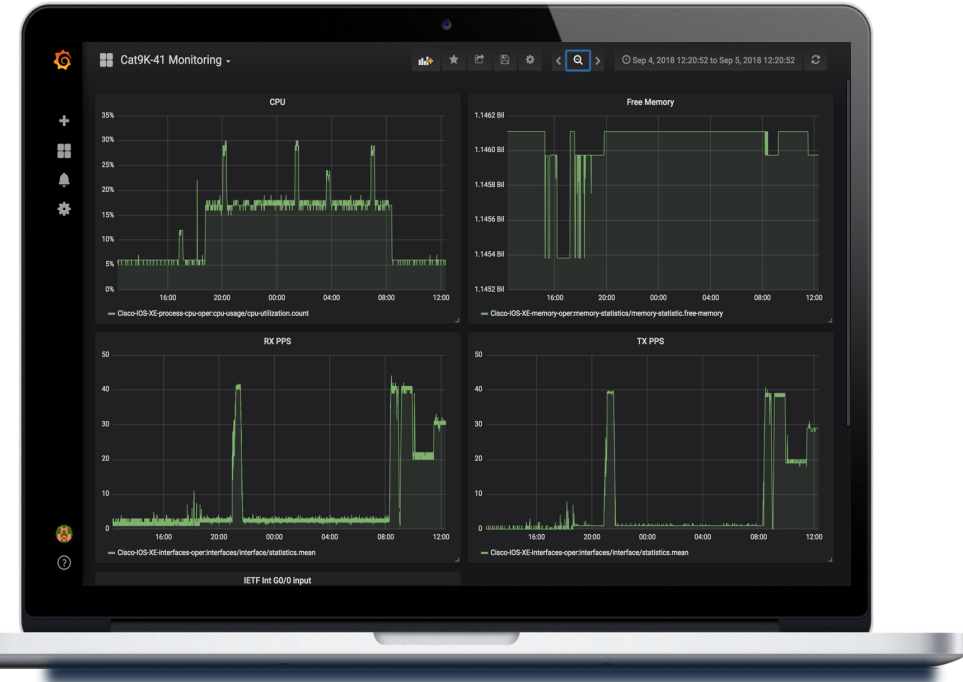 Cat9K-41 Monitoring
Sep 4, 2018 12:20:52 to Sep 5, 2018 12:20:52
CPU
35%
30%
25%
20%
15%
10%
5%
0%
16:00 20:00 00:00 04:00 08:00 12:00
Cisco-IOS-XE-process-cpu-oper:cpu-usage/cpu-utilization.count
Free Memory
1.1462 Bil
1.1460 Bil
1.1458 Bil
1.1456 Bil
1.1454 Bil
1.1452 Bil
16:00 20:00 00:00 04:00 08:00 12:00
Cisco-IOS-XE-memory-oper:memory-statistics/memory-statistic.free-memory
RX PPS
50
40
30
20
10
0
16:00 20:00 00:00 04:00 08:00 12:00
Cisco-IOS-XE-interfaces-oper:interfaces/interface/statistics.mean
TX PPS
50
40
30
20
10
0
16:00 20:00 00:00 04:00 08:00 12:00
Cisco-IOS-XE-interfaces-oper:interfaces/interface/statistics.mean
IETF Int G0/0 input